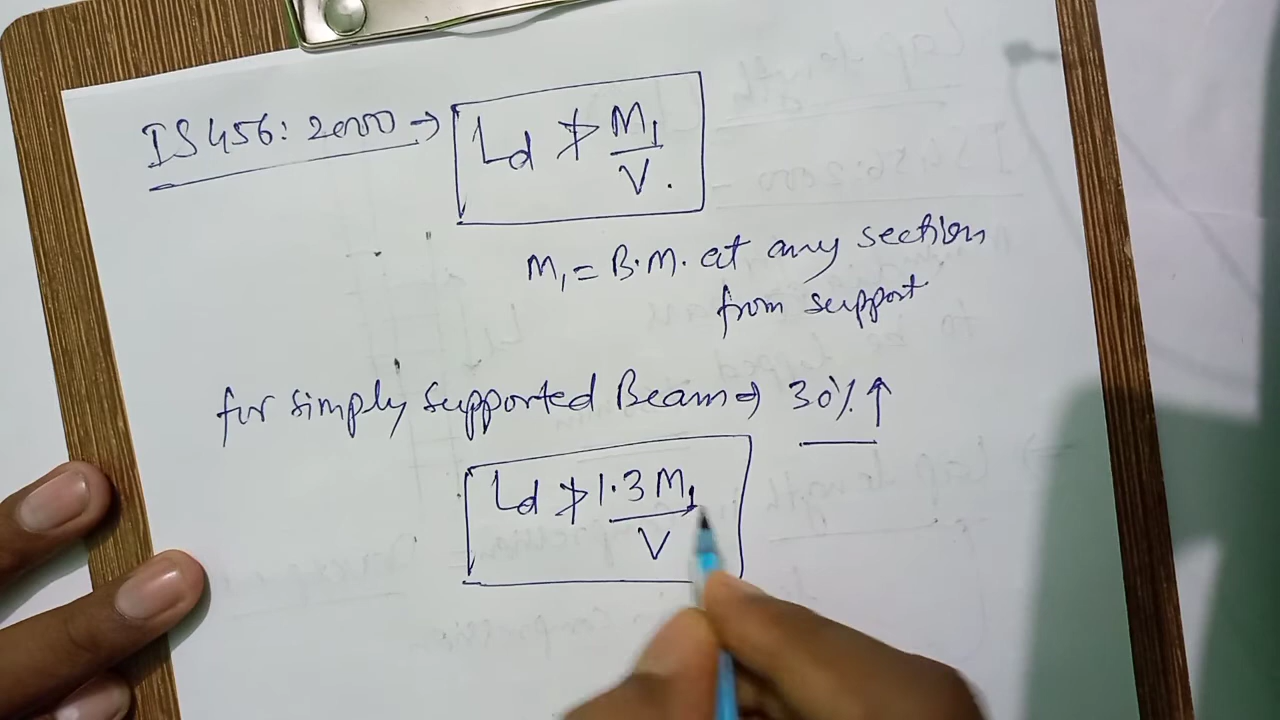 IS 456: 2000 → Ld ≯ M1/V.
M1 = B.M. at any section
from support
for simply supported Beam ⇒ 30% ↑
Ld ≯ 1.3 M1/V